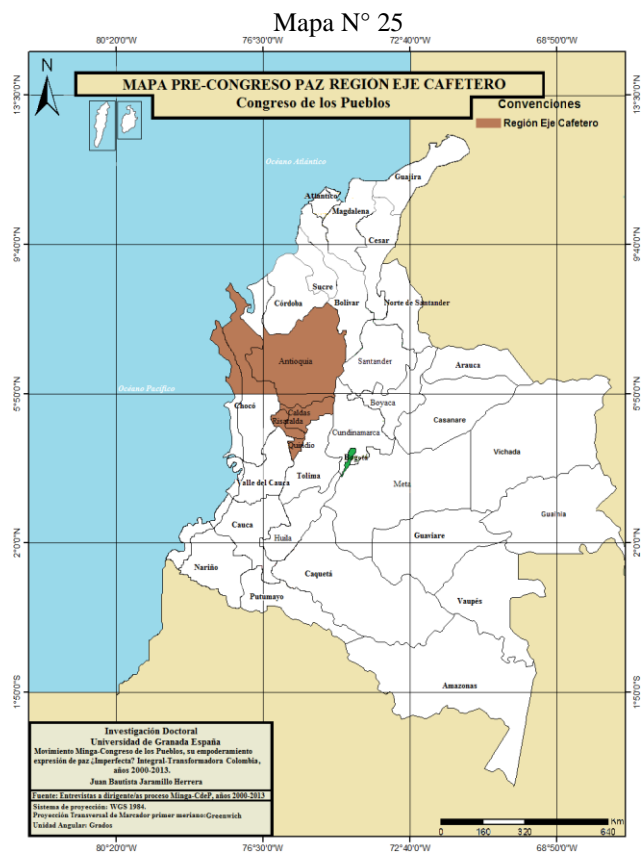 Mapa N° 25
80°20'0"W 76°30'0"W 72°40'0"W 68°50'0"W
N
MAPA PRE-CONGRESO PAZ REGION EJE CAFETERO
Congreso de los Pueblos
Convenciones
Región Eje Cafetero
13°30'0"N
13°30'0"N
Océano Atlántico
Guajira
Atlántico
Magdalena
Cesar
9°40'0"N
9°40'0"N
Sucre
Córdoba
Bolívar
Norte de Santander
Antioquia
Santander
Arauca
Océano Pacífico
5°50'0"N
5°50'0"N
Chocó
Boyaca
Caldas
Risaralda
Casanare
Cundinamarca
Quindío
Bogotá
Vichada
Tolima
Valle del Cauca
Meta
Guainía
Cauca
Huila
Guaviare
2°0'0"N
2°0'0"N
Nariño
Caquetá
Putumayo
Vaupés
Amazonas
1°50'0"S
1°50'0"S
Investigación Doctoral
Universidad de Granada España
Movimiento Minga-Congreso de los Pueblos, su empoderamiento
expresión de paz ¿Imperfecta? Integral-Transformadora Colombia,
años 2000-2013.
Juan Bautista Jaramillo Herrera
Fuente: Entrevistas a dirigente/as proceso Minga-CdeP, años 2000-2013
Sistema de proyección: WGS 1984.
Proyección Transversal de Marcador primer meriano:Greenwich
Unidad Angular: Grados
Km
0 160 320 640
80°20'0"W 76°30'0"W 72°40'0"W 68°50'0"W